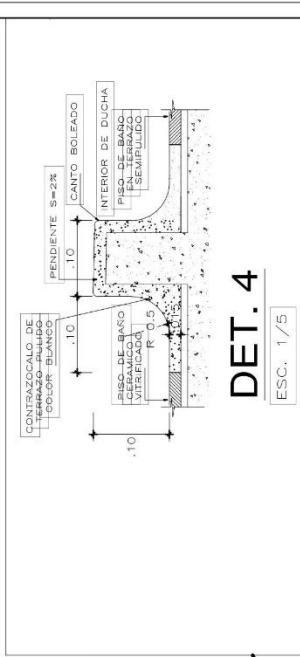 CONTRAZOCALO DE
TERRAZO PULIDO
COLOR BLANCO
PENDIENTE S=2%
CANTO BOLEADO
INTERIOR DE DUCHA
PISO DE BAÑO
EN TERRAZO
SEMIPULIDO
.10
.10
.10
PISO DE BAÑO
CERAMICO
VITRIFICADO
R 0.5
DET. 4
ESC. 1/5